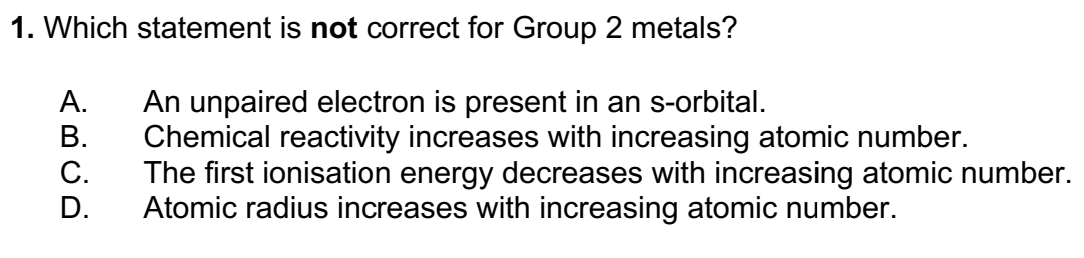 1. Which statement is not correct for Group 2 metals?
A. An unpaired electron is present in an s-orbital.
B. Chemical reactivity increases with increasing atomic number.
C. The first ionisation energy decreases with increasing atomic number.
D. Atomic radius increases with increasing atomic number.